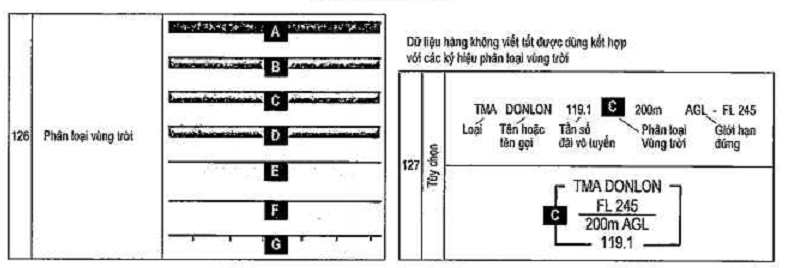 126
Phân loại vùng trời
A
B
C
D
E
F
G
Dữ liệu hàng không viết tắt được dùng kết hợp
với các ký hiệu phân loại vùng trời
127
Tùy chọn
TMA DONLON 119.1 C 200m AGL - FL 245
Loại Tên hoặc Tần số Phân loại Giới hạn
tên gọi đài vô tuyến Vùng trời đứng
TMA DONLON
C
FL 245
200m AGL
119.1